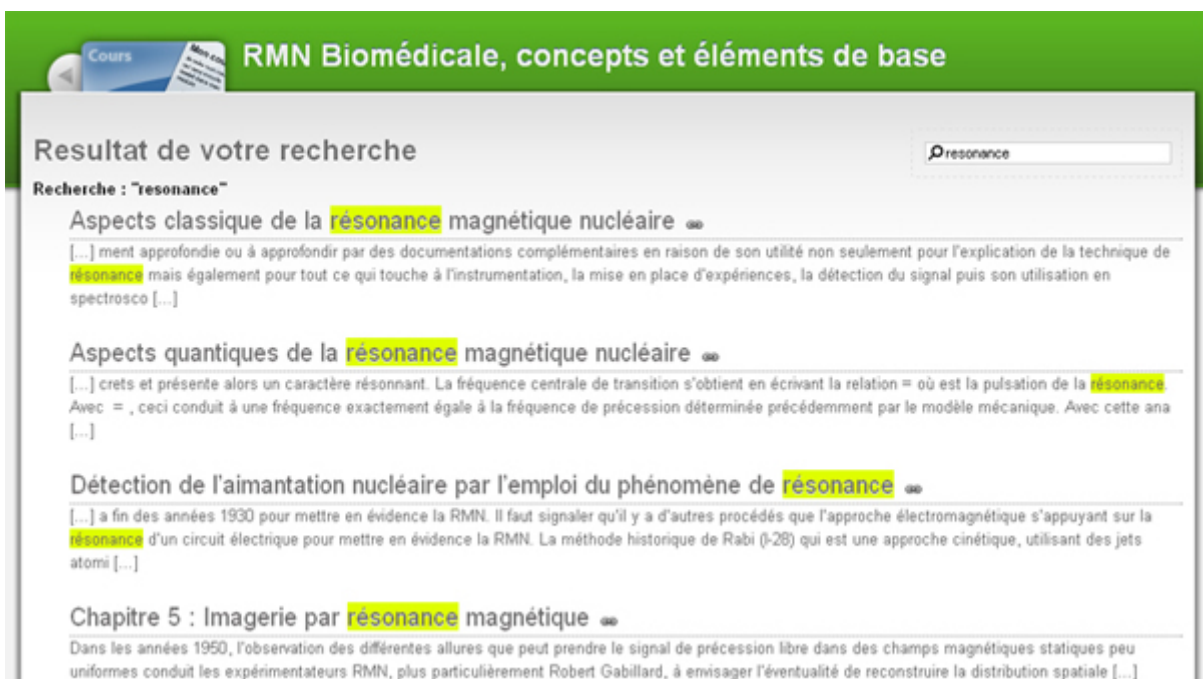 Cours
RMN Biomédicale, concepts et éléments de base
Resultat de votre recherche
resonance
Recherche : "resonance"
Aspects classique de la résonance magnétique nucléaire
[...] ment approfondie ou à approfondir par des documentations complémentaires en raison de son utilité non seulement pour l'explication de la technique de
résonance mais également pour tout ce qui touche à l'instrumentation, la mise en place d'expériences, la détection du signal puis son utilisation en
spectrosco [...]
Aspects quantiques de la résonance magnétique nucléaire
[...] crets et présente alors un caractère résonnant. La fréquence centrale de transition s'obtient en écrivant la relation = où est la pulsation de la résonance.
Avec = , ceci conduit à une fréquence exactement égale à la fréquence de précession déterminée précédemment par le modèle mécanique. Avec cette ana
[...]
Détection de l'aimantation nucléaire par l'emploi du phénomène de résonance
[...] a fin des années 1930 pour mettre en évidence la RMN. Il faut signaler qu'il y a d'autres procédés que l'approche électromagnétique s'appuyant sur la
résonance d'un circuit électrique pour mettre en évidence la RMN. La méthode historique de Rabi (I-28) qui est une approche cinétique, utilisant des jets
atomi [...]
Chapitre 5 : Imagerie par résonance magnétique
Dans les années 1950, l'observation des différentes allures que peut prendre le signal de précession libre dans des champs magnétiques statiques peu
uniformes conduit les expérimentateurs RMN, plus particulièrement Robert Gabillard, à envisager l'éventualité de reconstruire la distribution spatiale [...]